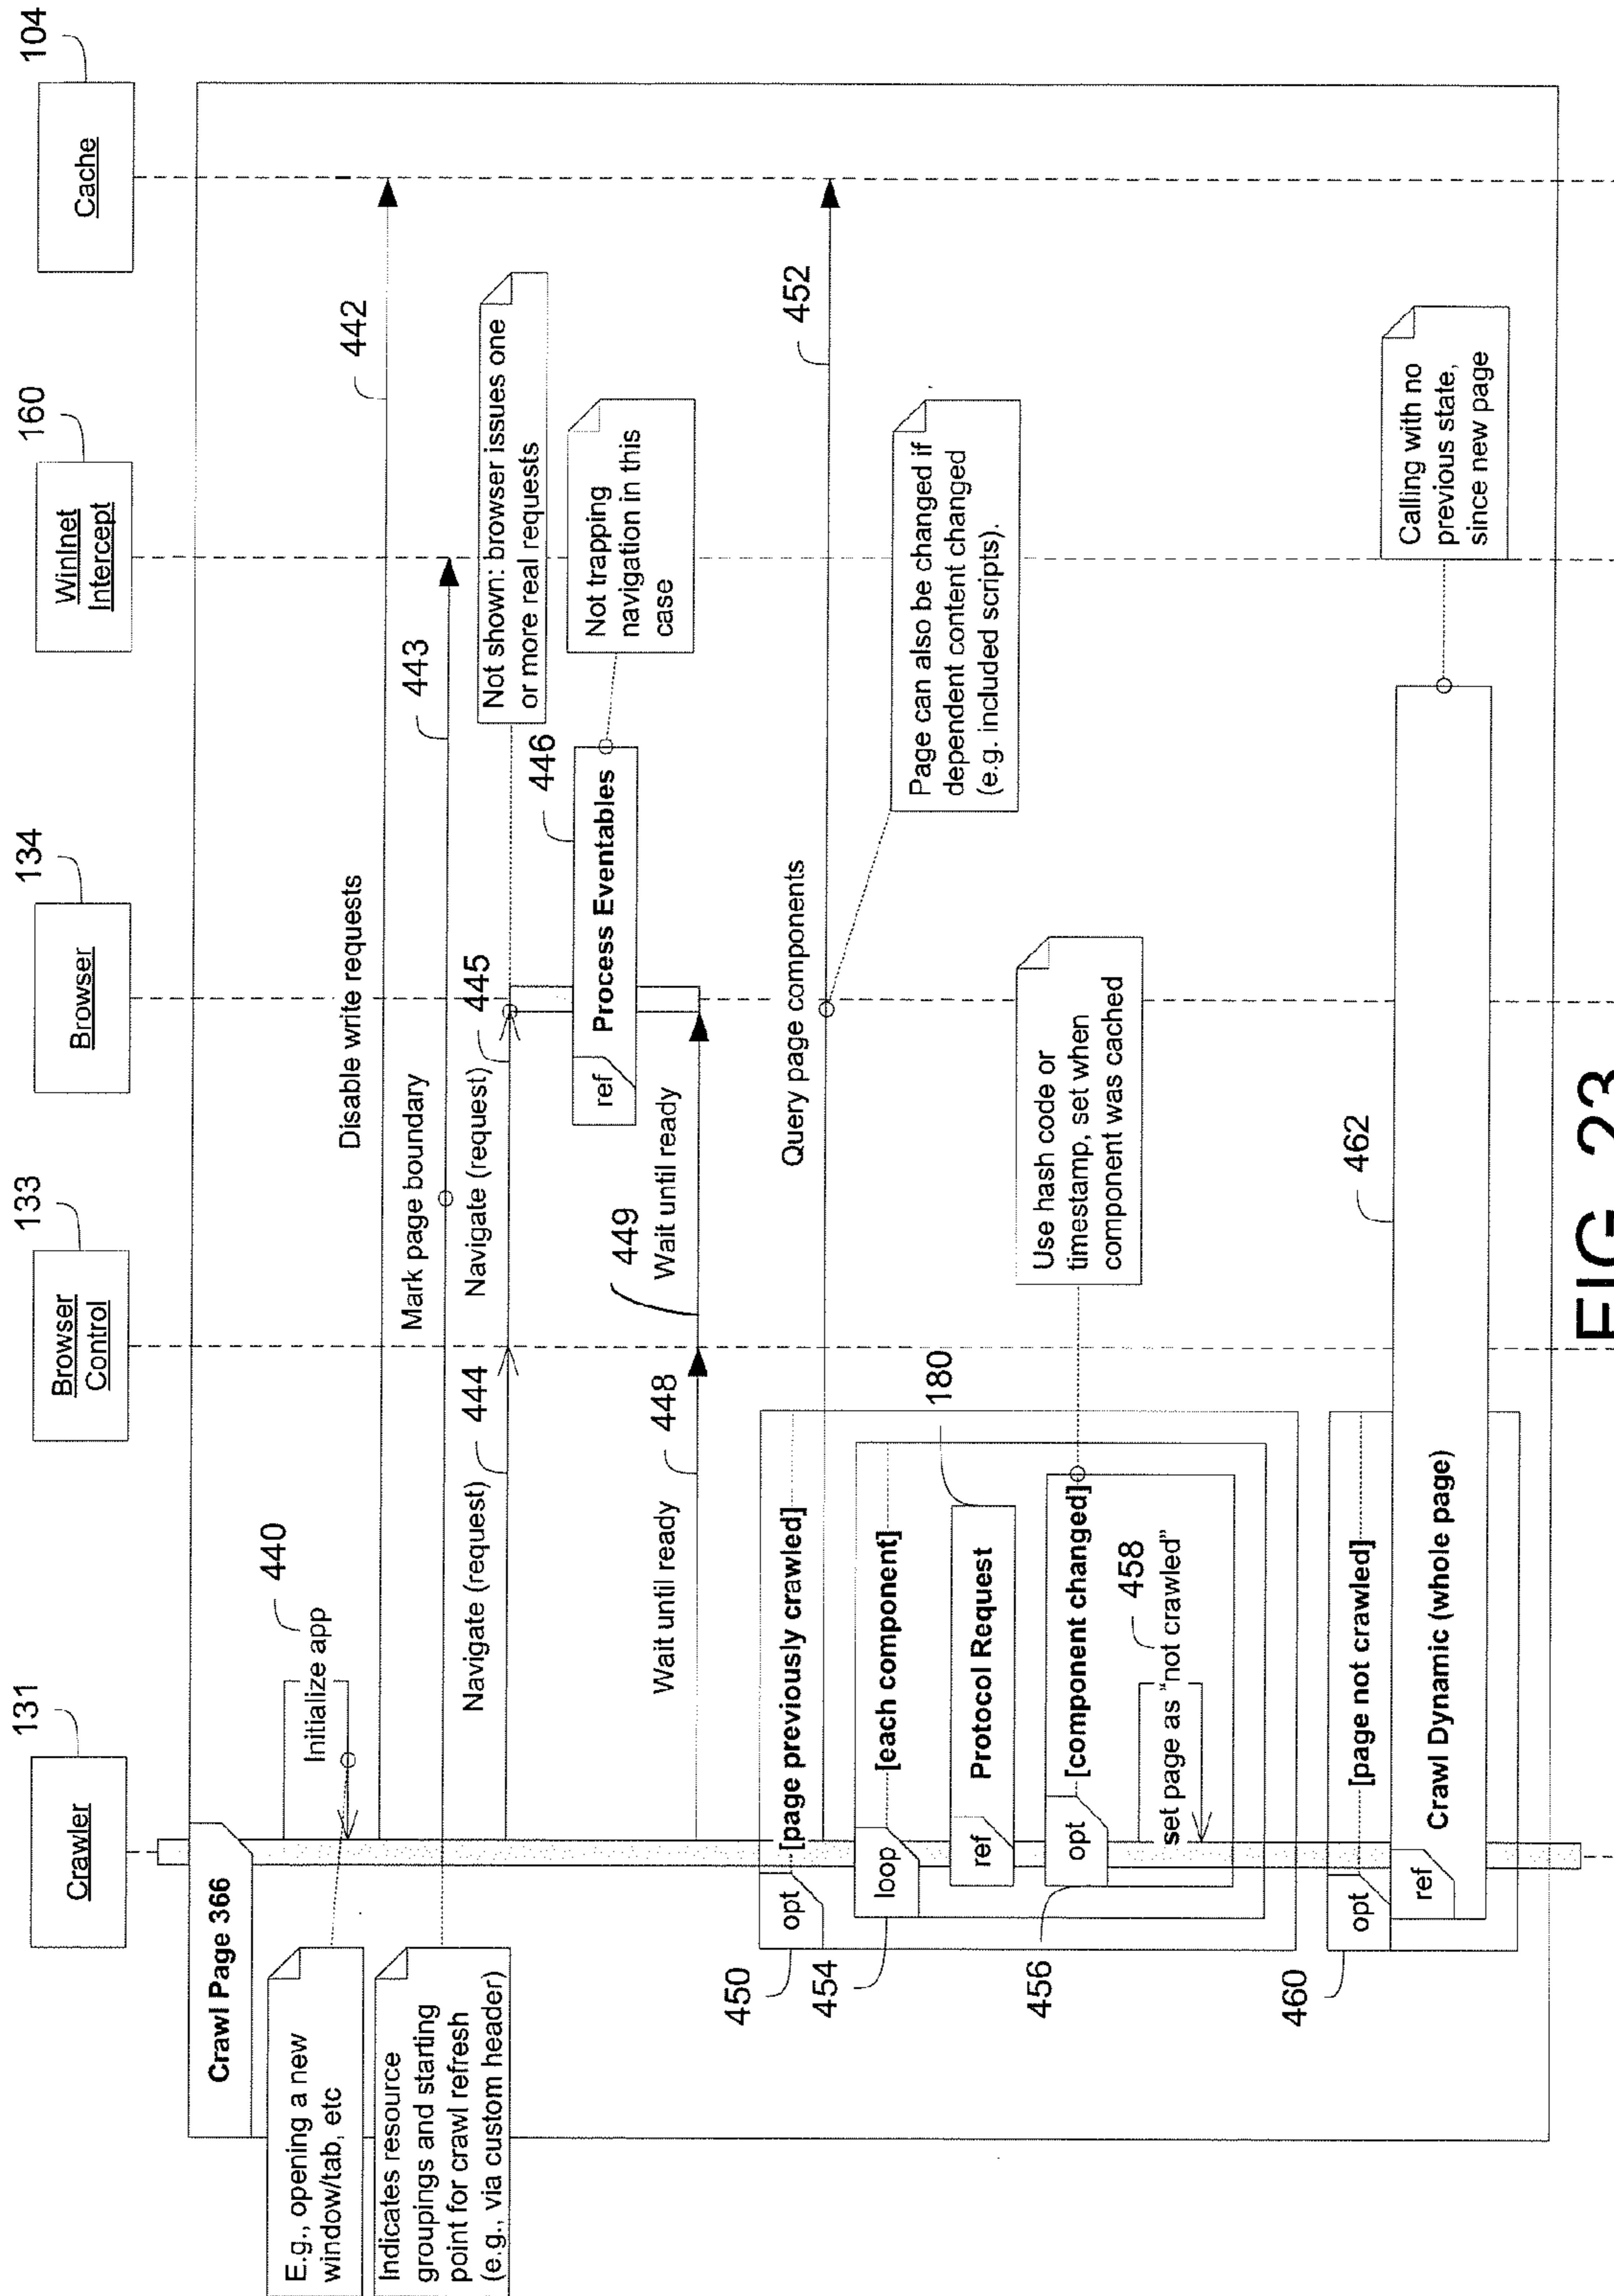 131
133
134
160
104
Crawler
Browser
Control
Browser
WinInet
Intercept
Cache
Crawl Page 366
E.g., opening a new
window/tab, etc
440
Initialize app
Disable write requests
442
Indicates resource
groupings and starting
point for crawl refresh
(e.g., via custom header)
Mark page boundary
443
Navigate (request)
444
Navigate (request)
445
Not shown: browser issues one
or more real requests
446
ref
Process Eventables
Not trapping
navigation in this
case
Wait until ready
448
449
Wait until ready
450
opt
[page previously crawled]
Query page components
452
Page can also be changed if
dependent content changed
(e.g. included scripts).
454
loop
[each component]
180
ref
Protocol Request
456
opt
[component changed]
Use hash code or
timestamp, set when
component was cached
458
set page as "not crawled"
460
opt
[page not crawled]
ref
Crawl Dynamic (whole page)
462
Calling with no
previous state,
since new page
FIG. 23